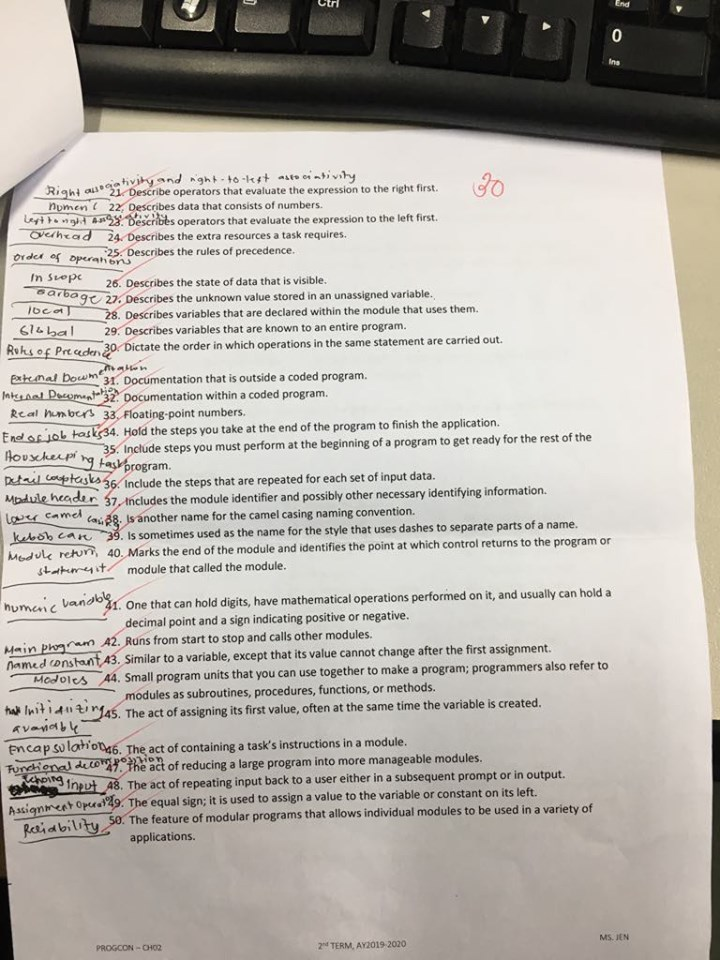 Ctrl
End
0
Ins
Right associativity and right-to-left associativity 21. Describe operators that evaluate the expression to the right first.
30
Numeric 22. Describes data that consists of numbers.
Left to right associativity 23. Describes operators that evaluate the expression to the left first.
Overhead 24. Describes the extra resources a task requires.
Order of operations 25. Describes the rules of precedence.
In scope 26. Describes the state of data that is visible.
Garbage 27. Describes the unknown value stored in an unassigned variable.
local 28. Describes variables that are declared within the module that uses them.
Global 29. Describes variables that are known to an entire program.
Rules of Precedence 30. Dictate the order in which operations in the same statement are carried out.
External Documentation 31. Documentation that is outside a coded program.
Internal Documentation 32. Documentation within a coded program.
Real numbers 33. Floating-point numbers.
End of job tasks 34. Hold the steps you take at the end of the program to finish the application.
Housekeeping task 35. Include steps you must perform at the beginning of a program to get ready for the rest of the
program.
Detail loop tasks 36. Include the steps that are repeated for each set of input data.
Module header 37. Includes the module identifier and possibly other necessary identifying information.
lower camel casing 38. Is another name for the camel casing naming convention.
kebob case 39. Is sometimes used as the name for the style that uses dashes to separate parts of a name.
Module return 40. Marks the end of the module and identifies the point at which control returns to the program or
statement module that called the module.
numeric variable 41. One that can hold digits, have mathematical operations performed on it, and usually can hold a
decimal point and a sign indicating positive or negative.
Main program 42. Runs from start to stop and calls other modules.
Named constant 43. Similar to a variable, except that its value cannot change after the first assignment.
Modules 44. Small program units that you can use together to make a program; programmers also refer to
modules as subroutines, procedures, functions, or methods.
Initializing 45. The act of assigning its first value, often at the same time the variable is created.
a variable
Encapsulation 46. The act of containing a task's instructions in a module.
Functional decomposition 47. The act of reducing a large program into more manageable modules.
Echoing Input 48. The act of repeating input back to a user either in a subsequent prompt or in output.
Assignment Operator 49. The equal sign; it is used to assign a value to the variable or constant on its left.
Reliability 50. The feature of modular programs that allows individual modules to be used in a variety of
applications.
PROGCON – CH02
2nd TERM, AY2019-2020
MS. JEN